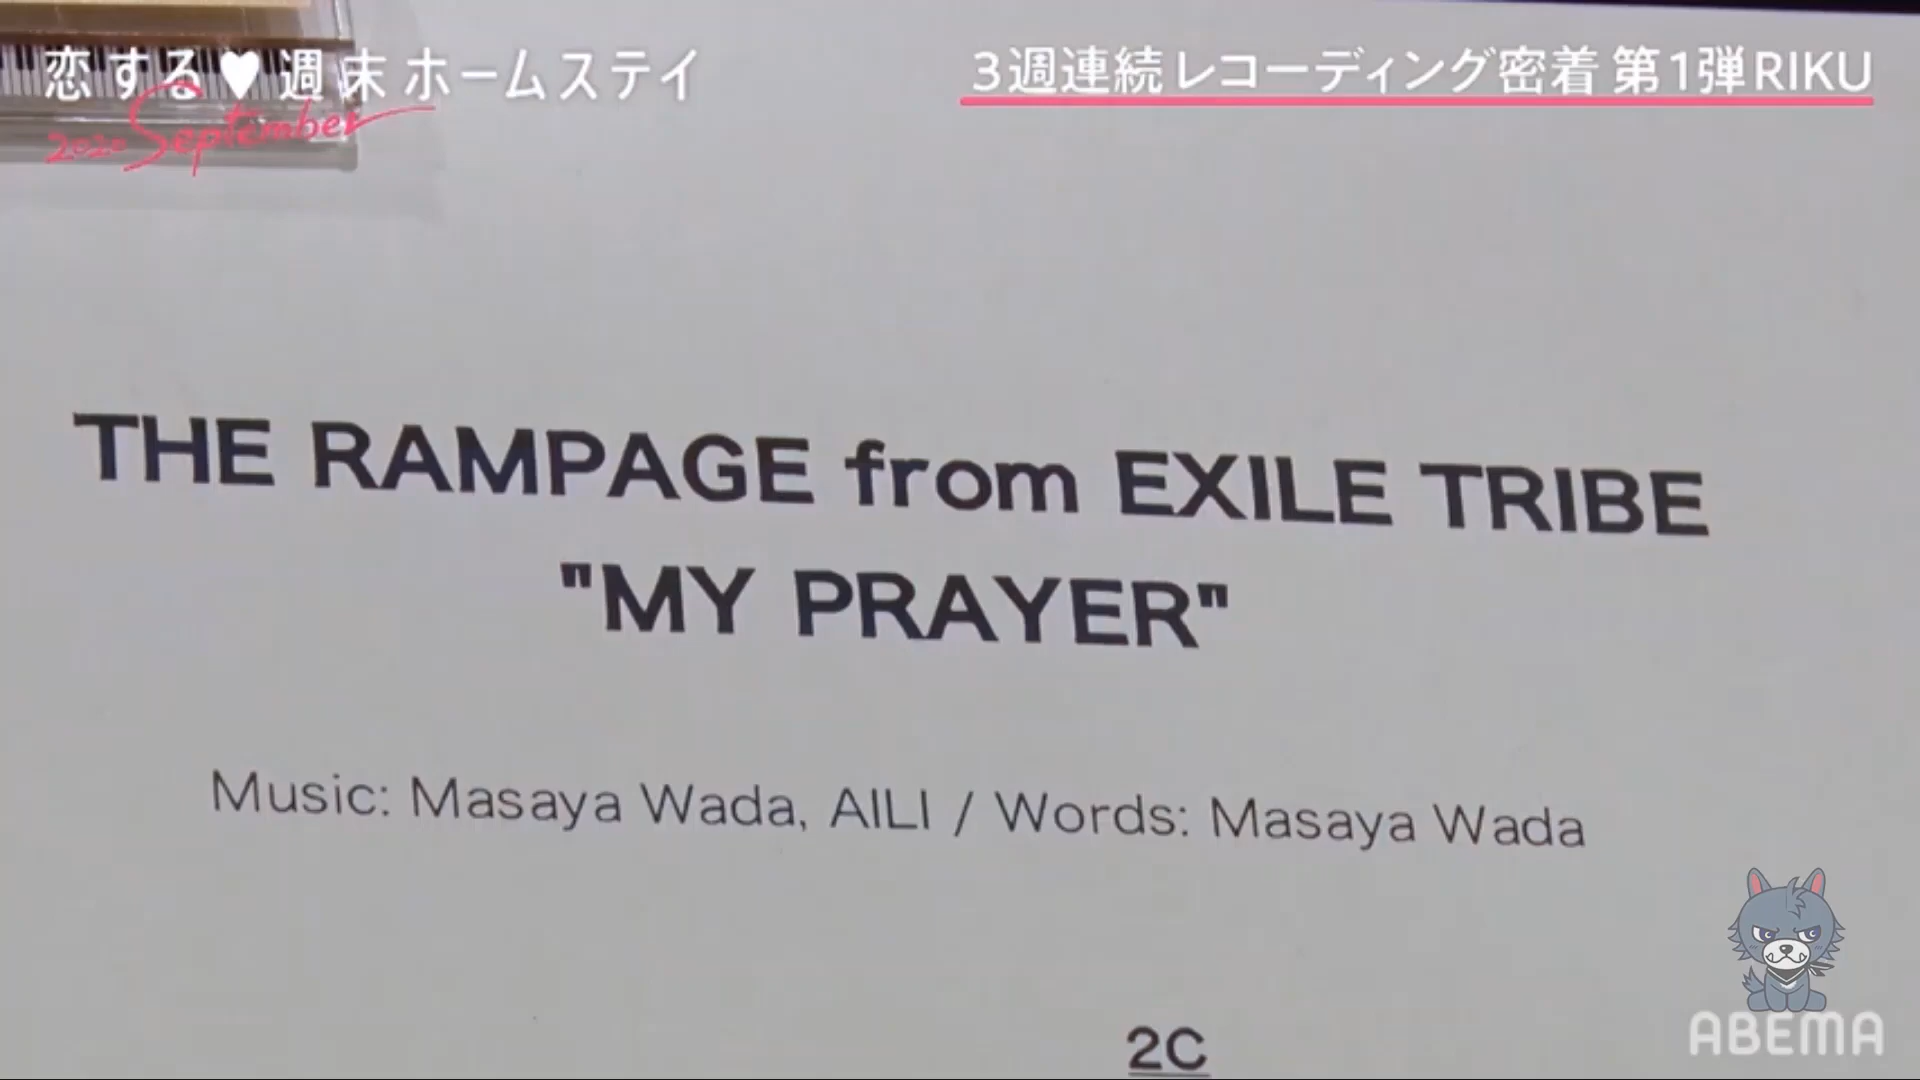 恋する♥週末ホームステイ
2020 September
3週連続レコーディング密着 第1弾RIKU
THE RAMPAGE from EXILE TRIBE
"MY PRAYER"
Music: Masaya Wada, AILI / Words: Masaya Wada
2C
ABEMA